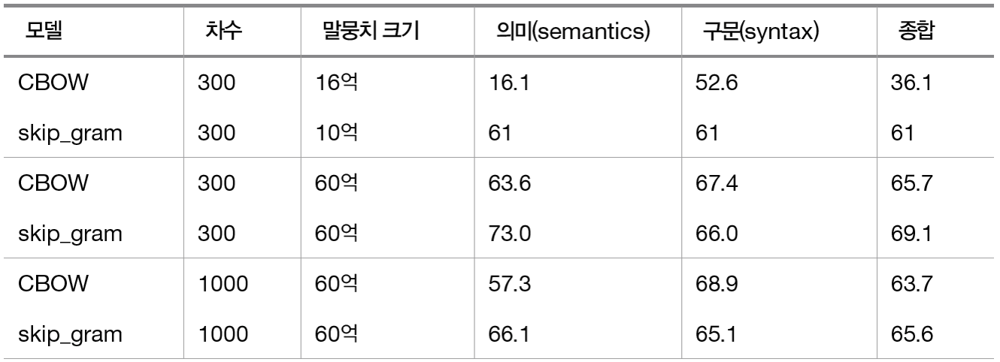 모델 차수 말뭉치 크기 의미(semantics) 구문(syntax) 종합
CBOW 300 16억 16.1 52.6 36.1
skip_gram 300 10억 61 61 61
CBOW 300 60억 63.6 67.4 65.7
skip_gram 300 60억 73.0 66.0 69.1
CBOW 1000 60억 57.3 68.9 63.7
skip_gram 1000 60억 66.1 65.1 65.6